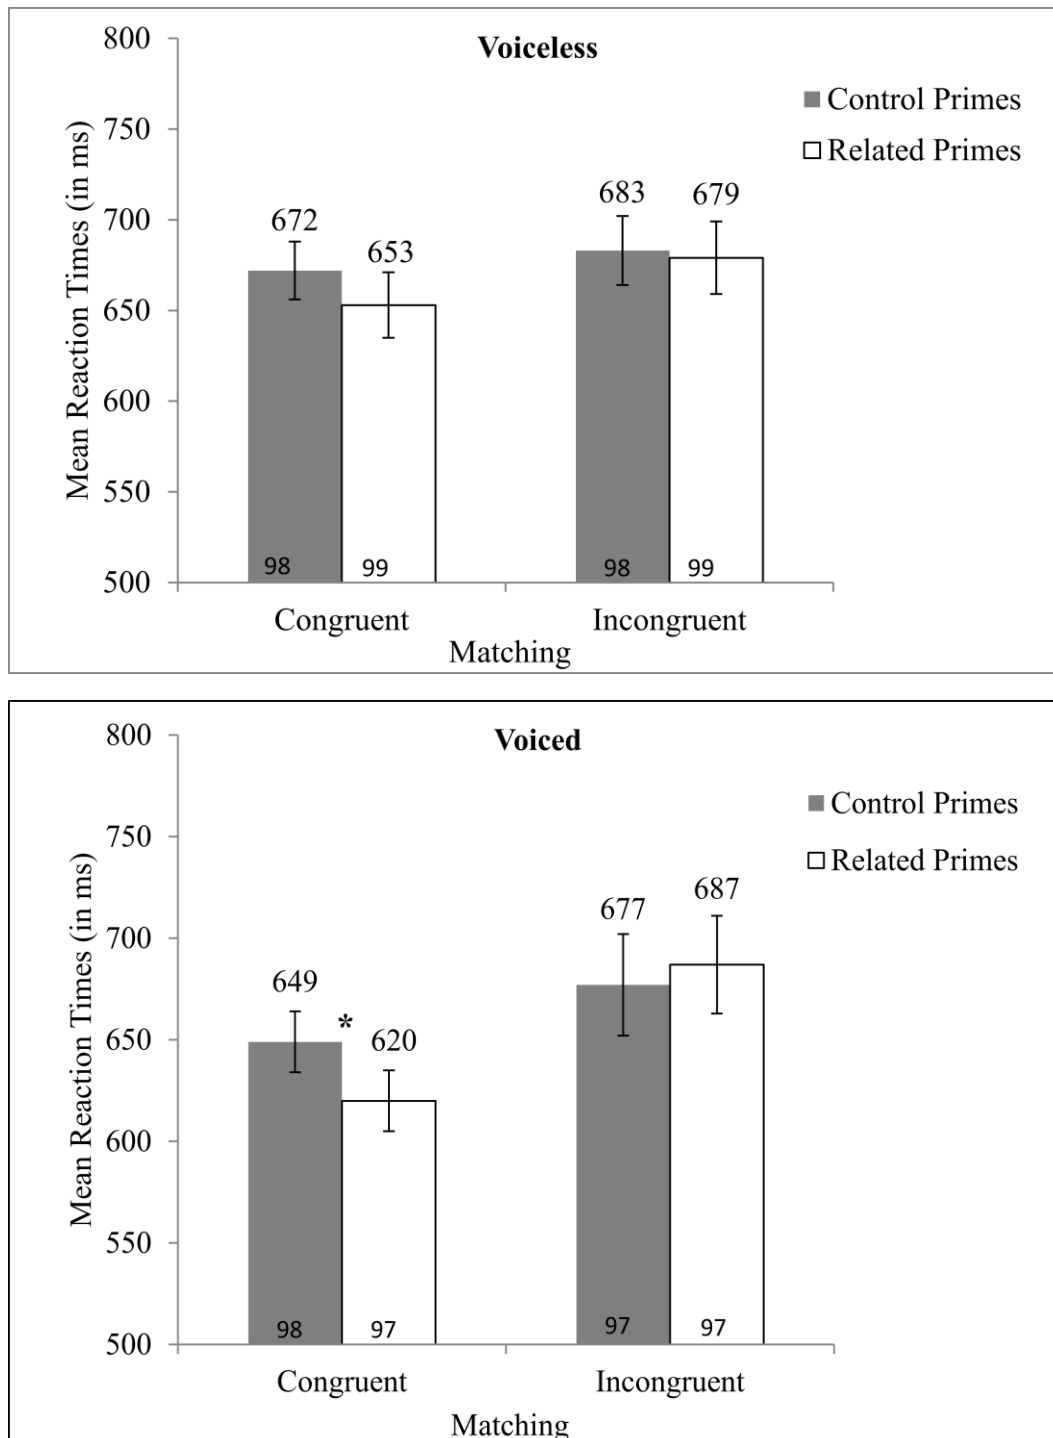 Voiceless
800
750
700
650
600
550
500
Mean Reaction Times (in ms)
Control Primes
Related Primes
672
653
683
679
98
99
98
99
Congruent
Incongruent
Matching
Voiced
800
750
700
650
600
550
500
Mean Reaction Times (in ms)
Control Primes
Related Primes
649
*
620
677
687
98
97
97
97
Congruent
Incongruent
Matching